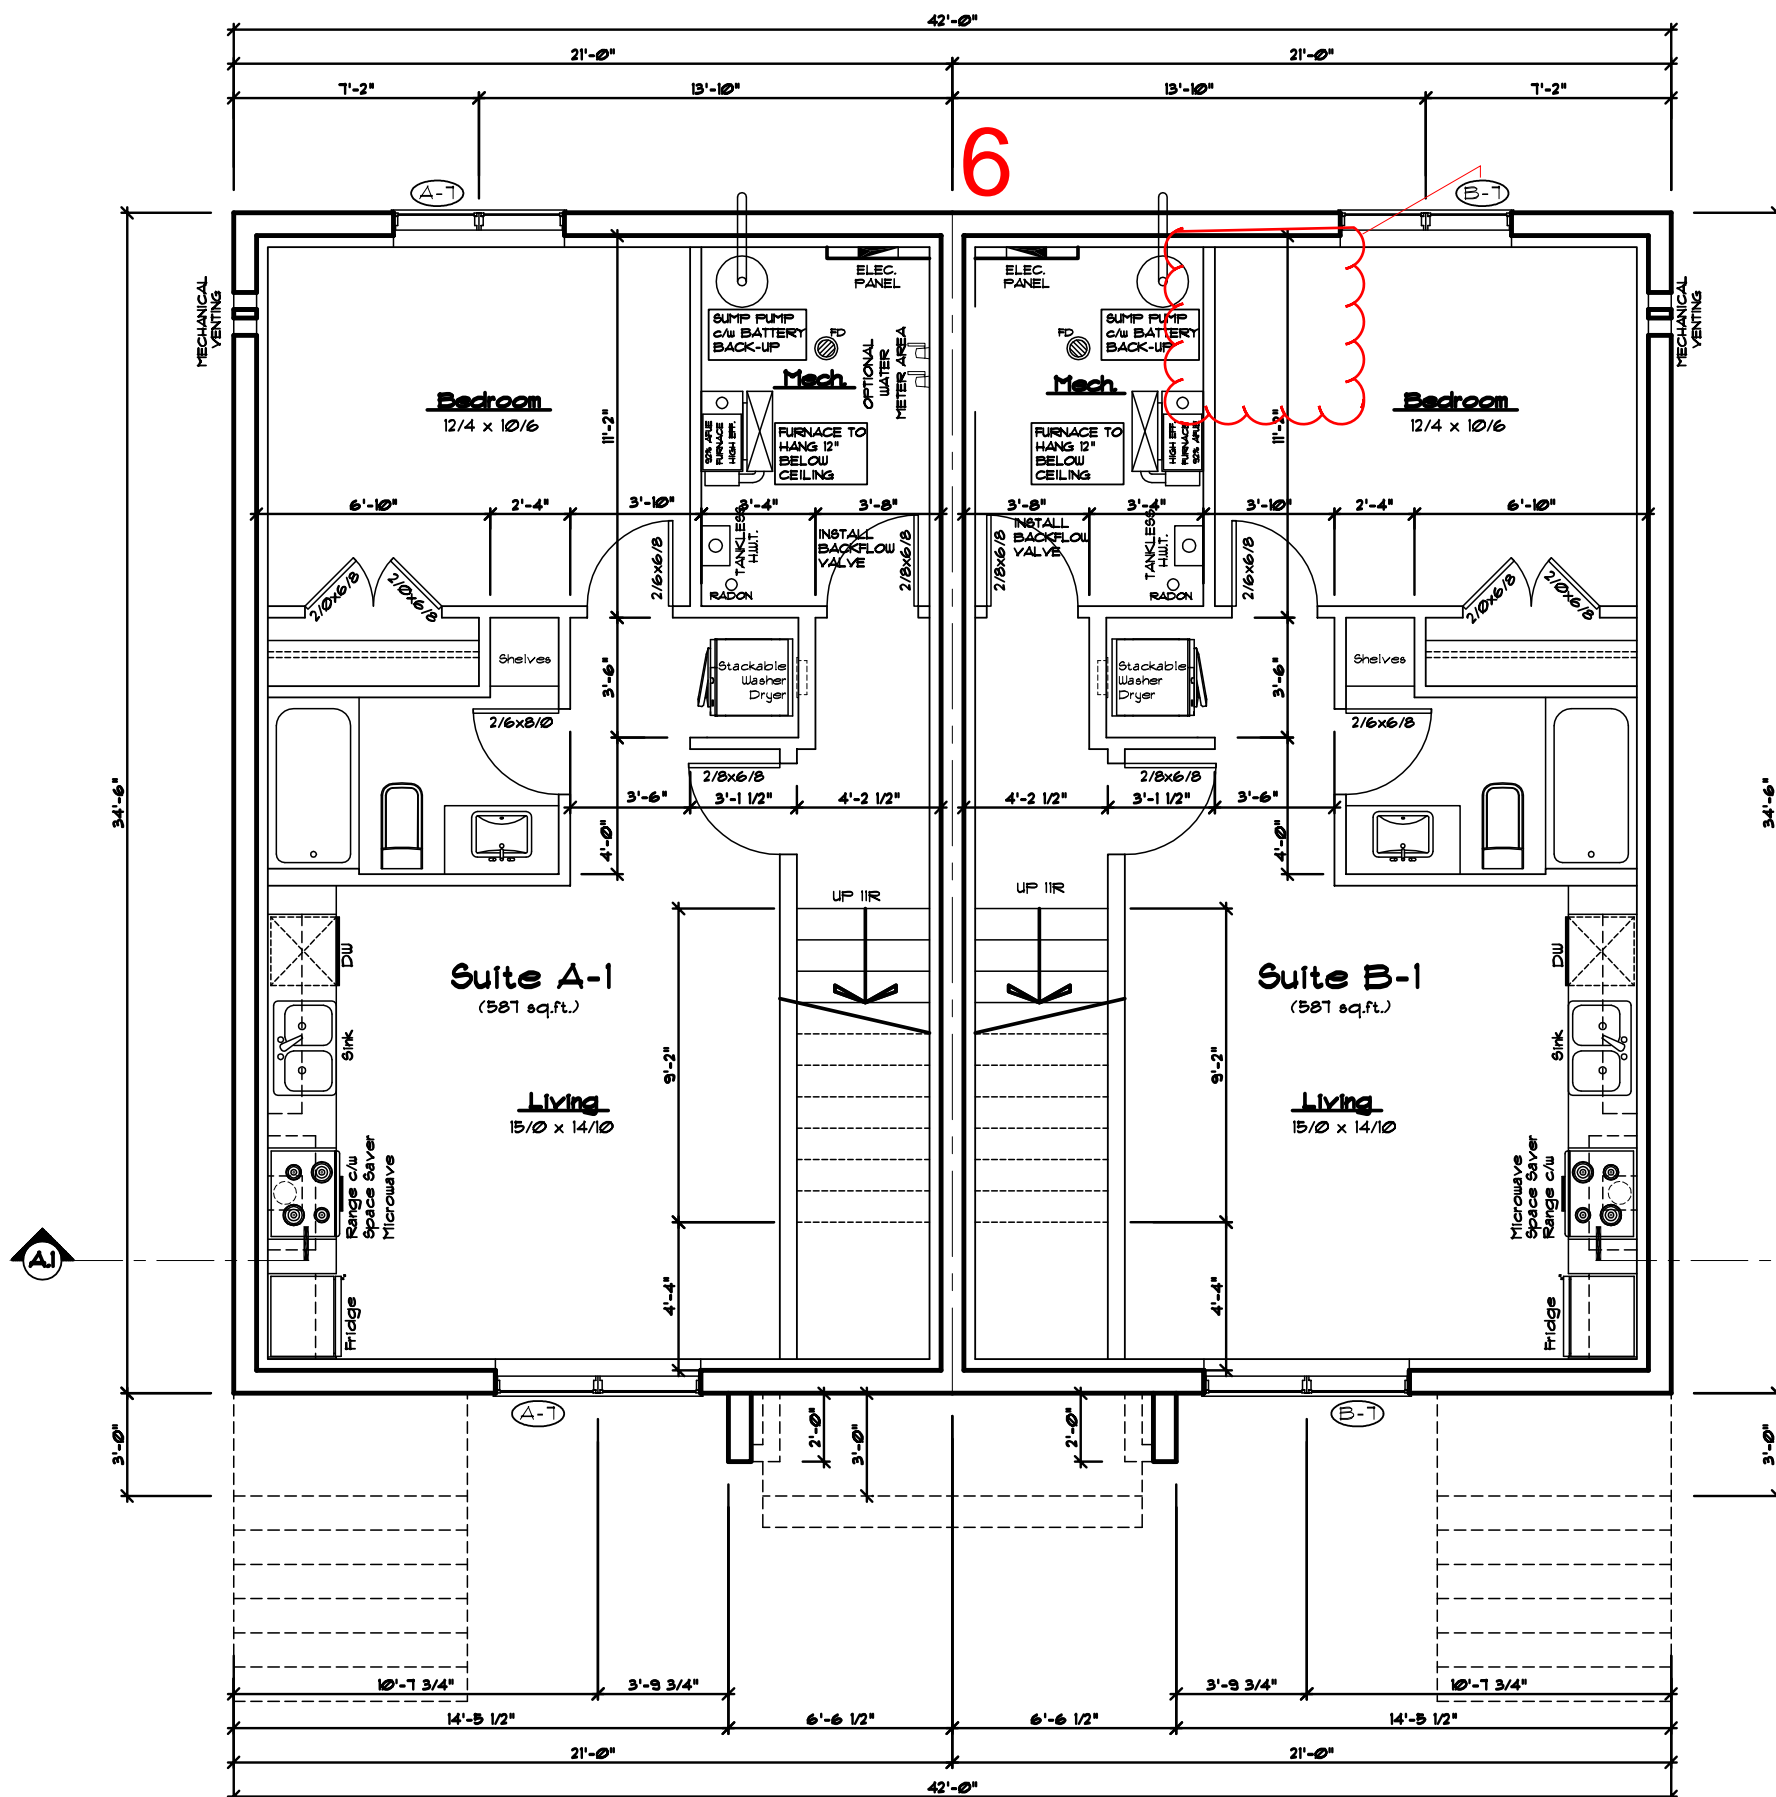 42'-0"
21'-0"
21'-0"
7'-2"
13'-10"
13'-10"
7'-2"
6
A-7
B-7
MECHANICAL
VENTING
ELEC.
PANEL
ELEC.
PANEL
MECHANICAL
VENTING
SUMP PUMP
c/w BATTERY
BACK-UP
FD
OPTIONAL
WATER
METER AREA
FD
SUMP PUMP
c/w BATTERY
BACK-UP
Mech.
Mech.
Bedroom
12/4 x 10/6
Bedroom
12/4 x 10/6
11'-2"
92% AFUE
FURNACE
HIGH EFF.
FURNACE TO
HANG 12"
BELOW
CEILING
FURNACE TO
HANG 12"
BELOW
CEILING
HIGH EFF.
FURNACE
92% AFUE
11'-2"
6'-10"
2'-4"
3'-10"
3'-4"
3'-8"
3'-8"
3'-4"
3'-10"
2'-4"
6'-10"
TANKLESS
H.W.T.
INSTALL
BACKFLOW
VALVE
INSTALL
BACKFLOW
VALVE
TANKLESS
H.W.T.
2/0x6/8
2/0x6/8
2/6x6/8
2/8x6/8
2/8x6/8
2/6x6/8
2/0x6/8
2/0x6/8
RADON
RADON
Shelves
3'-6"
Stackable
Washer
Dryer
Stackable
Washer
Dryer
3'-6"
Shelves
2/6x8/0
2/6x6/8
2/8x6/8
2/8x6/8
34'-6"
3'-6"
3'-1 1/2"
4'-2 1/2"
4'-2 1/2"
3'-1 1/2"
3'-6"
34'-6"
4'-0"
4'-0"
UP 11R
UP 11R
DW
Suite A-1
(587 sq.ft.)
Suite B-1
(587 sq.ft.)
DW
Sink
9'-2"
9'-2"
Sink
Living
15/0 x 14/10
Living
15/0 x 14/10
Range c/w
Space Saver
Microwave
Microwave
Space Saver
Range c/w
A.1
Fridge
4'-4"
4'-4"
Fridge
A-7
B-7
3'-0"
2'-0"
3'-0"
2'-0"
3'-0"
10'-7 3/4"
3'-9 3/4"
3'-9 3/4"
10'-7 3/4"
14'-5 1/2"
6'-6 1/2"
6'-6 1/2"
14'-5 1/2"
21'-0"
21'-0"
42'-0"